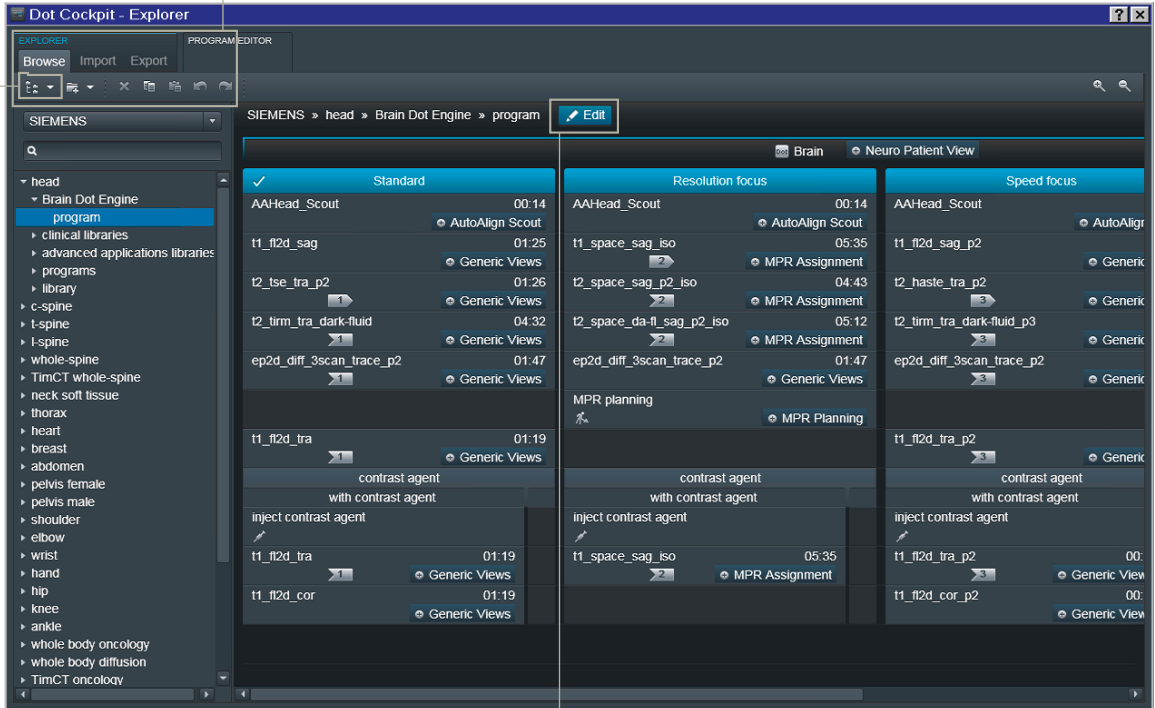 Dot Cockpit - Explorer
EXPLORER
PROGRAM EDITOR
Browse Import Export
SIEMENS
SIEMENS » head » Brain Dot Engine » program
Edit
head
Brain Dot Engine
program
clinical libraries
advanced applications libraries
programs
library
c-spine
t-spine
l-spine
whole-spine
TimCT whole-spine
neck soft tissue
thorax
heart
breast
abdomen
pelvis female
pelvis male
shoulder
elbow
wrist
hand
hip
knee
ankle
whole body oncology
whole body diffusion
TimCT oncology
Dot Brain Neuro Patient View
Standard
AAHead_Scout 00:14
AutoAlign Scout
t1_fl2d_sag 01:25
Generic Views
t2_tse_tra_p2 01:26
1 Generic Views
t2_tirm_tra_dark-fluid 04:32
1 Generic Views
ep2d_diff_3scan_trace_p2 01:47
1 Generic Views
t1_fl2d_tra 01:19
1 Generic Views
contrast agent
with contrast agent
inject contrast agent
t1_fl2d_tra 01:19
1 Generic Views
t1_fl2d_cor 01:19
Generic Views
Resolution focus
AAHead_Scout 00:14
AutoAlign Scout
t1_space_sag_iso 05:35
2 MPR Assignment
t2_space_sag_p2_iso 04:43
2 MPR Assignment
t2_space_da-fl_sag_p2_iso 05:12
2 MPR Assignment
ep2d_diff_3scan_trace_p2 01:47
Generic Views
MPR planning
MPR Planning
contrast agent
with contrast agent
inject contrast agent
t1_space_sag_iso 05:35
2 MPR Assignment
Speed focus
AAHead_Scout
AutoAlign
t1_fl2d_sag_p2
Generic
t2_haste_tra_p2
3 Generic
t2_tirm_tra_dark-fluid_p3
3 Generic
ep2d_diff_3scan_trace_p2
3 Generic
t1_fl2d_tra_p2
3 Generic
contrast agent
with contrast agent
inject contrast agent
t1_fl2d_tra_p2 00:
3 Generic View
t1_fl2d_cor_p2 00:
Generic View